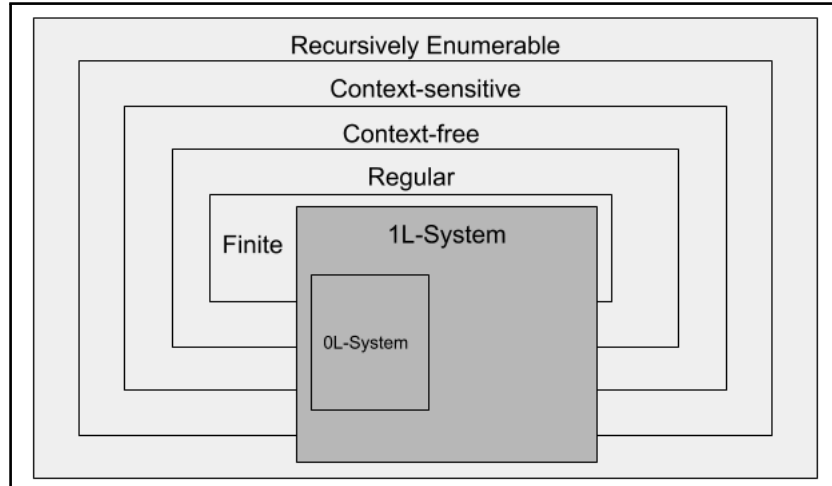 Recursively Enumerable
Context-sensitive
Context-free
Regular
1L-System
Finite
0L-System